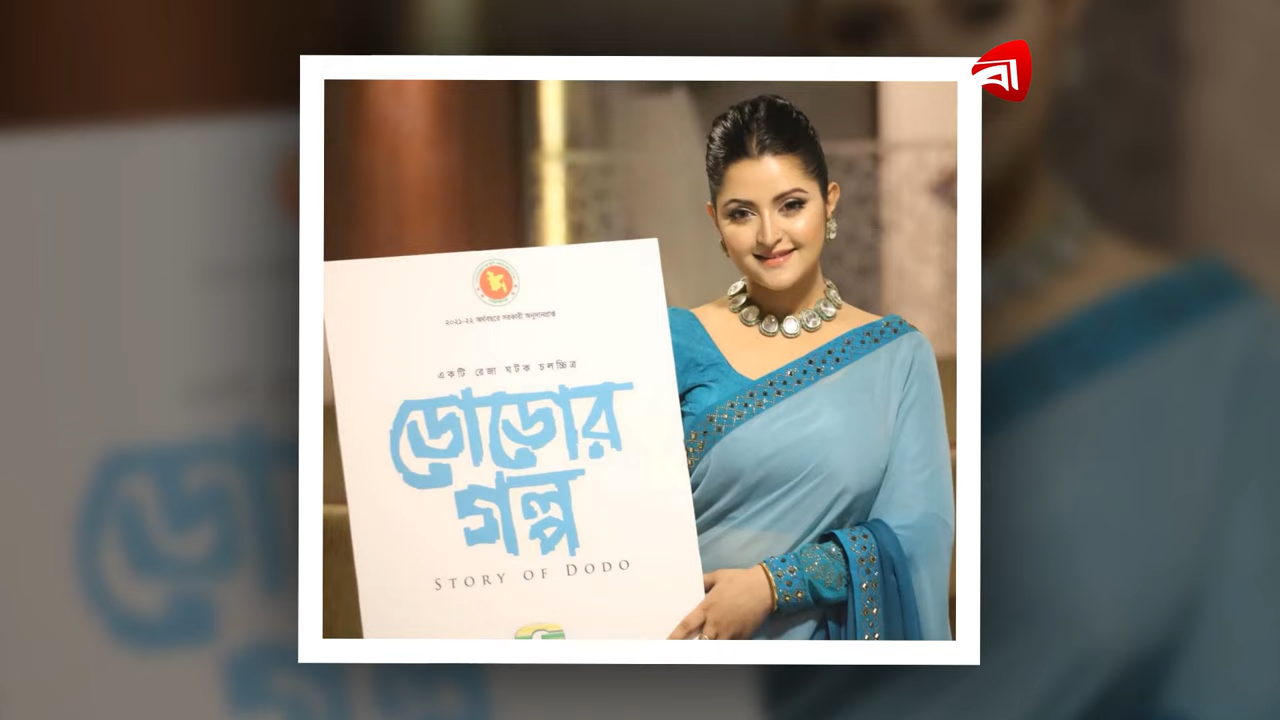 বা
২০২১-২২ অর্থবছরে সরকারী অনুদানপ্রাপ্ত
একটি রেজা ঘটক চলচ্চিত্র
ডোডোর
গল্প
STORY OF DODO